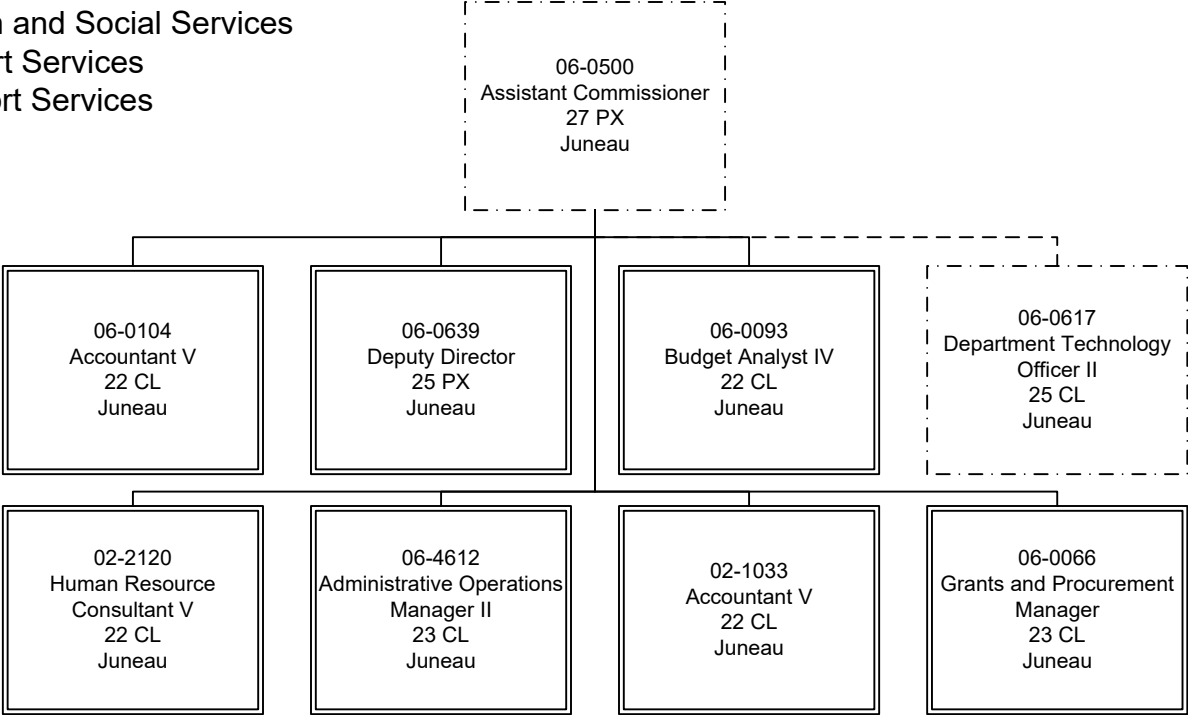 and Social Services
Services
Services
06-0500
Assistant Commissioner
27 PX
Juneau
06-0104
Accountant V
22 CL
Juneau
06-0639
Deputy Director
25 PX
Juneau
06-0093
Budget Analyst IV
22 CL
Juneau
06-0617
Department Technology
Officer II
25 CL
Juneau
02-2120
Human Resource
Consultant V
22 CL
Juneau
06-4612
Administrative Operations
Manager II
23 CL
Juneau
02-1033
Accountant V
22 CL
Juneau
06-0066
Grants and Procurement
Manager
23 CL
Juneau